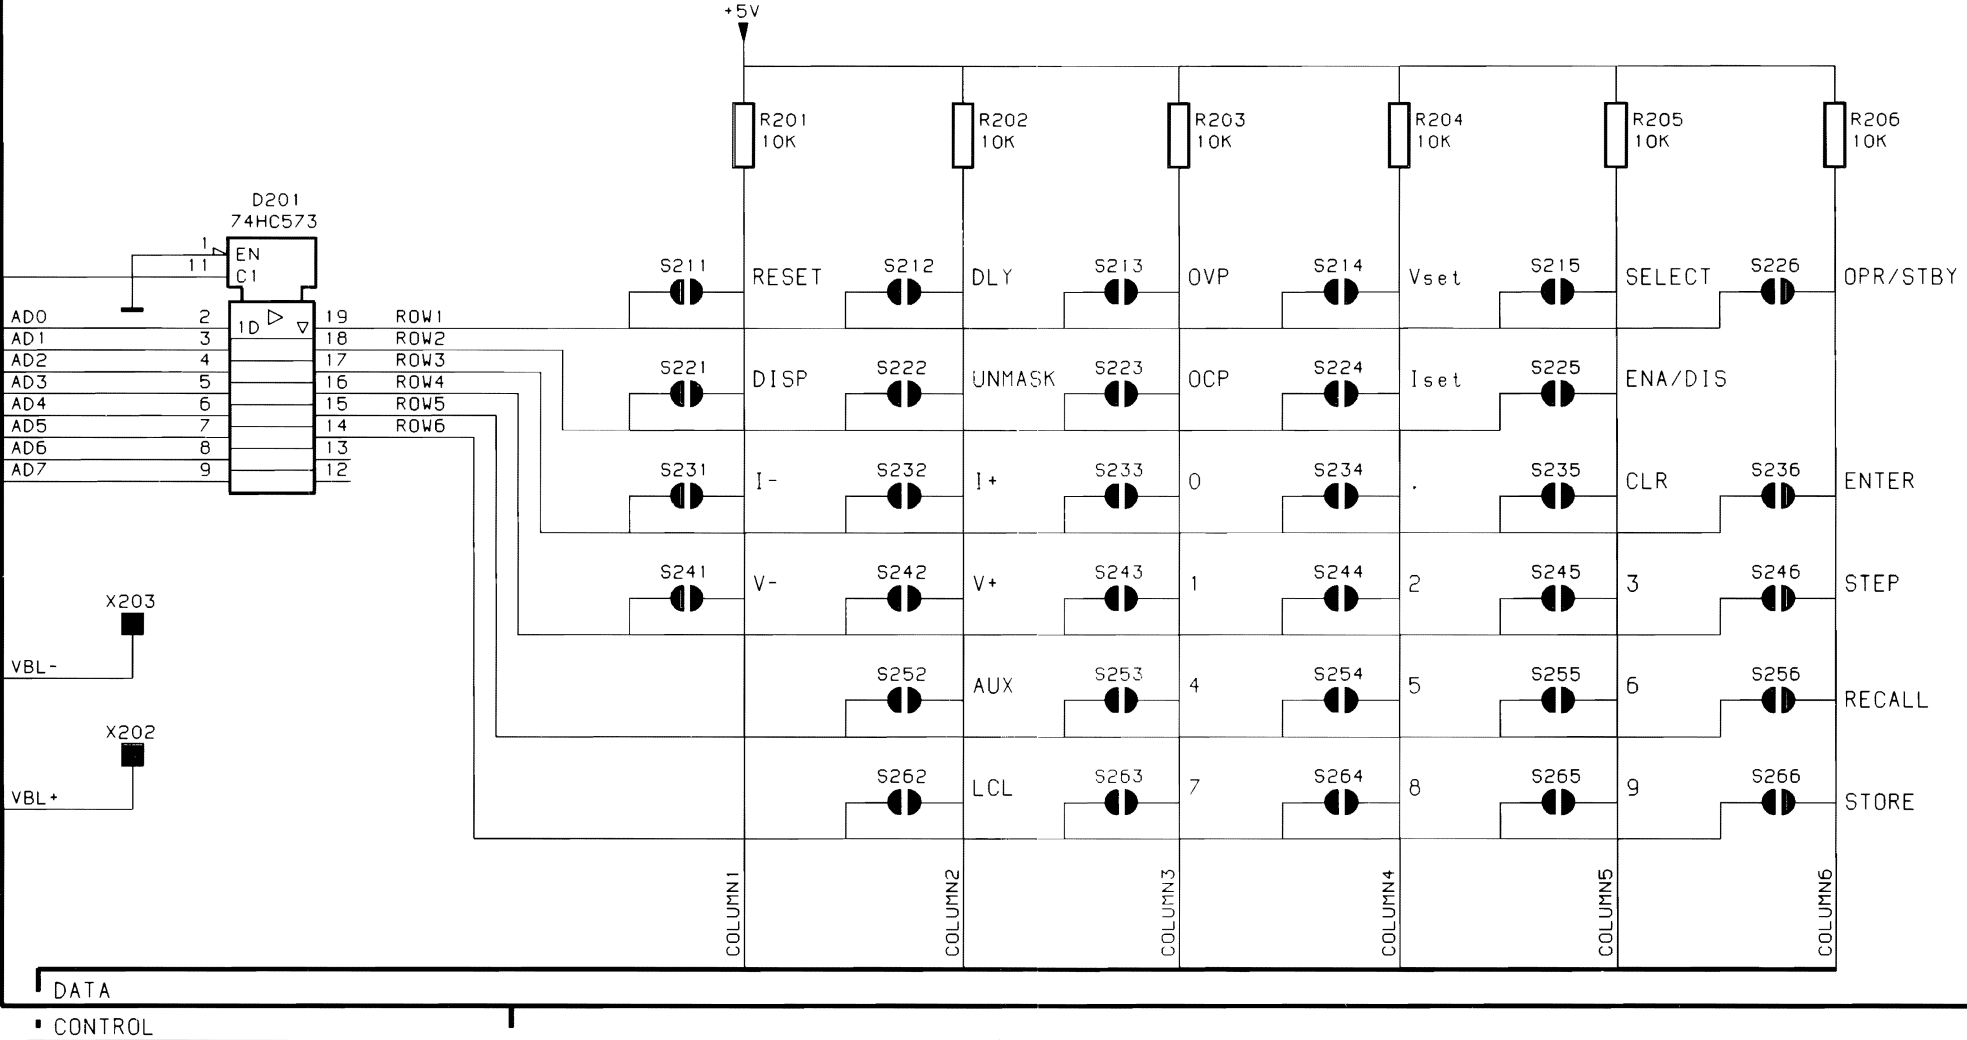 +5V
R201
10K
R202
10K
R203
10K
R204
10K
R205
10K
R206
10K
D201
74HC573
1
EN
11
C1
S211
RESET
S212
DLY
S213
OVP
S214
Vset
S215
SELECT
S226
OPR/STBY
AD0 2 1D 19 ROW1
AD1 3 18 ROW2
AD2 4 17 ROW3
AD3 5 16 ROW4
AD4 6 15 ROW5
AD5 7 14 ROW6
AD6 8 13
AD7 9 12
S221
DISP
S222
UNMASK
S223
OCP
S224
Iset
S225
ENA/DIS
S231
I-
S232
I+
S233
0
S234
.
S235
CLR
S236
ENTER
S241
V-
S242
V+
S243
1
S244
2
S245
3
S246
STEP
X203
VBL-
S252
AUX
S253
4
S254
5
S255
6
S256
RECALL
X202
VBL+
S262
LCL
S263
7
S264
8
S265
9
S266
STORE
COLUMN1
COLUMN2
COLUMN3
COLUMN4
COLUMN5
COLUMN6
DATA
CONTROL